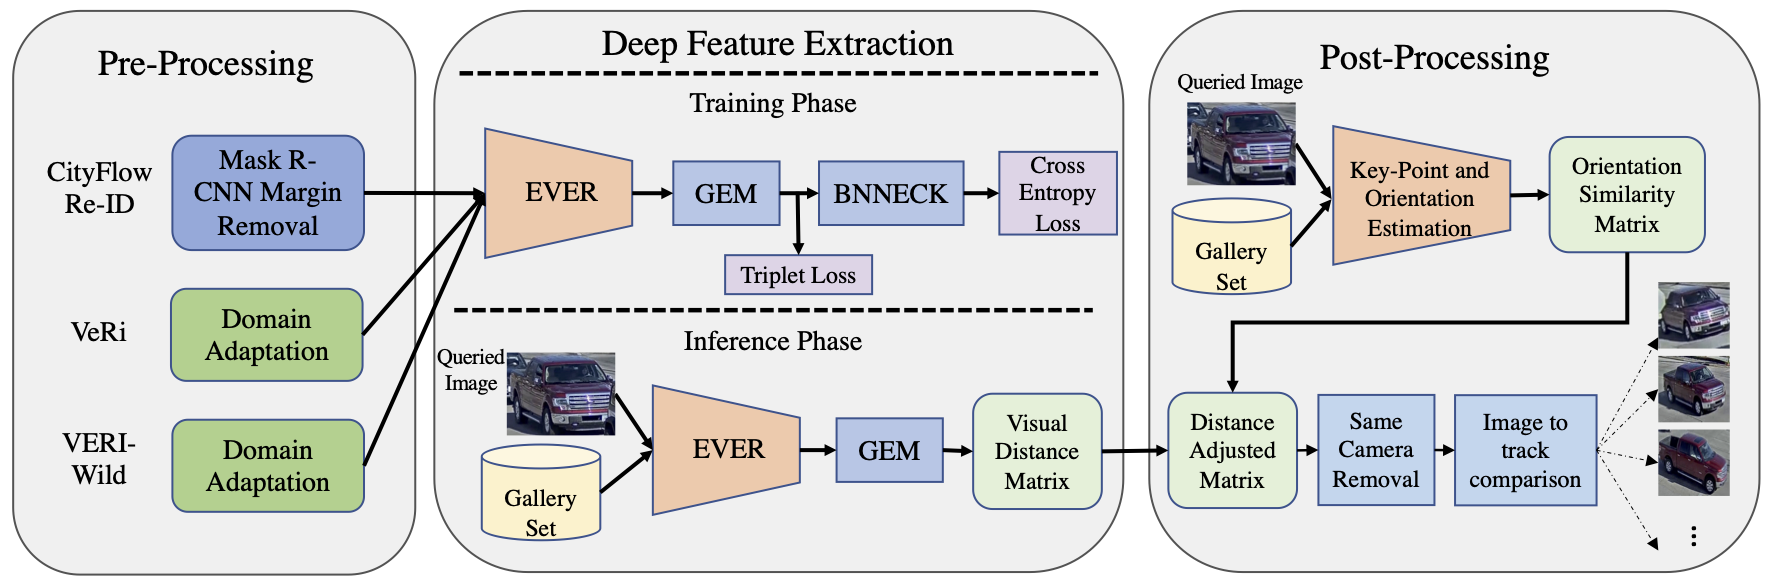 Pre-Processing
CityFlow
Re-ID
Mask R-
CNN Margin
Removal
VeRi
Domain
Adaptation
VERI-
Wild
Domain
Adaptation
Deep Feature Extraction
Training Phase
EVER
GEM
BNNECK
Cross
Entropy
Loss
Triplet Loss
Inference Phase
Queried
Image
Gallery
Set
EVER
GEM
Visual
Distance
Matrix
Post-Processing
Queried Image
Gallery
Set
Key-Point and
Orientation
Estimation
Orientation
Similarity
Matrix
Distance
Adjusted
Matrix
Same
Camera
Removal
Image to
track
comparison